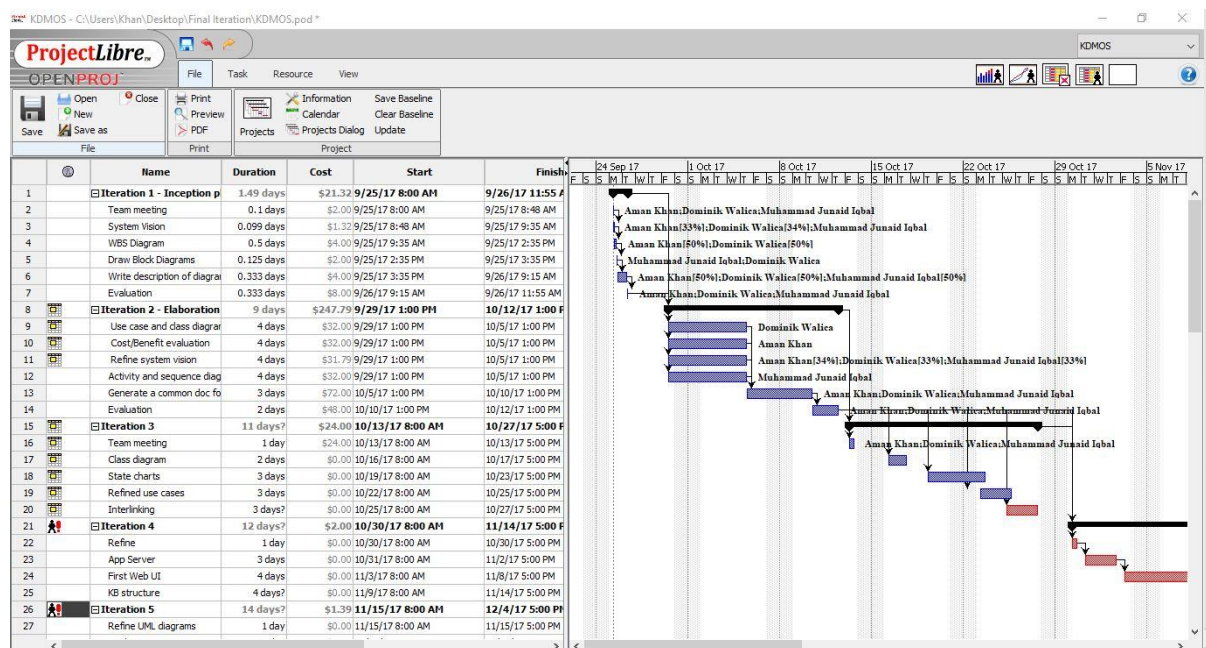 KDMOS - C:\Users\Khan\Desktop\Final Iteration\KDMOS.pod *
ProjectLibre TM
KDMOS
OPENPROJ
File Task Resource View
Save Open New Save as Close
File
Print Preview PDF
Print
Projects Information Calendar Projects Dialog Save Baseline Clear Baseline Update
Project
Name Duration Cost Start Finish
24 Sep 17 1 Oct 17 8 Oct 17 15 Oct 17 22 Oct 17 29 Oct 17 5 Nov 17
F S S M T W T F S S M T W T F S S M T W T F S S M T W T F S S M T W T F S S M T W T F S S M T
1 Iteration 1 - Inception p 1.49 days $21.32 9/25/17 8:00 AM 9/26/17 11:55 A
2 Team meeting 0.1 days $2.00 9/25/17 8:00 AM 9/25/17 8:48 AM Aman Khan;Dominik Walica;Muhammad Junaid Iqbal
3 System Vision 0.099 days $1.32 9/25/17 8:48 AM 9/25/17 9:35 AM Aman Khan[33%];Dominik Walica[34%];Muhammad Junaid Iqbal
4 WBS Diagram 0.5 days $4.00 9/25/17 9:35 AM 9/25/17 2:35 PM Aman Khan[50%];Dominik Walica[50%]
5 Draw Block Diagrams 0.125 days $2.00 9/25/17 2:35 PM 9/25/17 3:35 PM Muhammad Junaid Iqbal;Dominik Walica
6 Write description of diagra 0.333 days $4.00 9/25/17 3:35 PM 9/26/17 9:15 AM Aman Khan[50%];Dominik Walica[50%];Muhammad Junaid Iqbal[50%]
7 Evaluation 0.333 days $8.00 9/26/17 9:15 AM 9/26/17 11:55 AM Aman Khan;Dominik Walica;Muhammad Junaid Iqbal
8 Iteration 2 - Elaboration 9 days $247.79 9/29/17 1:00 PM 10/12/17 1:00 P
9 Use case and class diagrar 4 days $32.00 9/29/17 1:00 PM 10/5/17 1:00 PM Dominik Walica
10 Cost/Benefit evaluation 4 days $32.00 9/29/17 1:00 PM 10/5/17 1:00 PM Aman Khan
11 Refine system vision 4 days $31.79 9/29/17 1:00 PM 10/5/17 1:00 PM Aman Khan[34%];Dominik Walica[33%];Muhammad Junaid Iqbal[33%]
12 Activity and sequence diag 4 days $32.00 9/29/17 1:00 PM 10/5/17 1:00 PM Muhammad Junaid Iqbal
13 Generate a common doc fo 3 days $72.00 10/5/17 1:00 PM 10/10/17 1:00 PM Aman Khan;Dominik Walica;Muhammad Junaid Iqbal
14 Evaluation 2 days $48.00 10/10/17 1:00 PM 10/12/17 1:00 PM Aman Khan;Dominik Walica;Muhammad Junaid Iqbal
15 Iteration 3 11 days? $24.00 10/13/17 8:00 AM 10/27/17 5:00 P
16 Team meeting 1 day $24.00 10/13/17 8:00 AM 10/13/17 5:00 PM Aman Khan;Dominik Walica;Muhammad Junaid Iqbal
17 Class diagram 2 days $0.00 10/16/17 8:00 AM 10/17/17 5:00 PM
18 State charts 3 days $0.00 10/19/17 8:00 AM 10/23/17 5:00 PM
19 Refined use cases 3 days $0.00 10/22/17 8:00 AM 10/25/17 5:00 PM
20 Interlinking 3 days? $0.00 10/25/17 8:00 AM 10/27/17 5:00 PM
21 Iteration 4 12 days? $2.00 10/30/17 8:00 AM 11/14/17 5:00 P
22 Refine 1 day $0.00 10/30/17 8:00 AM 10/30/17 5:00 PM
23 App Server 3 days $0.00 10/31/17 8:00 AM 11/2/17 5:00 PM
24 First Web UI 4 days $0.00 11/3/17 8:00 AM 11/8/17 5:00 PM
25 KB structure 4 days? $0.00 11/9/17 8:00 AM 11/14/17 5:00 PM
26 Iteration 5 14 days? $1.39 11/15/17 8:00 AM 12/4/17 5:00 PM
27 Refine UML diagrams 1 day $0.00 11/15/17 8:00 AM 11/15/17 5:00 PM